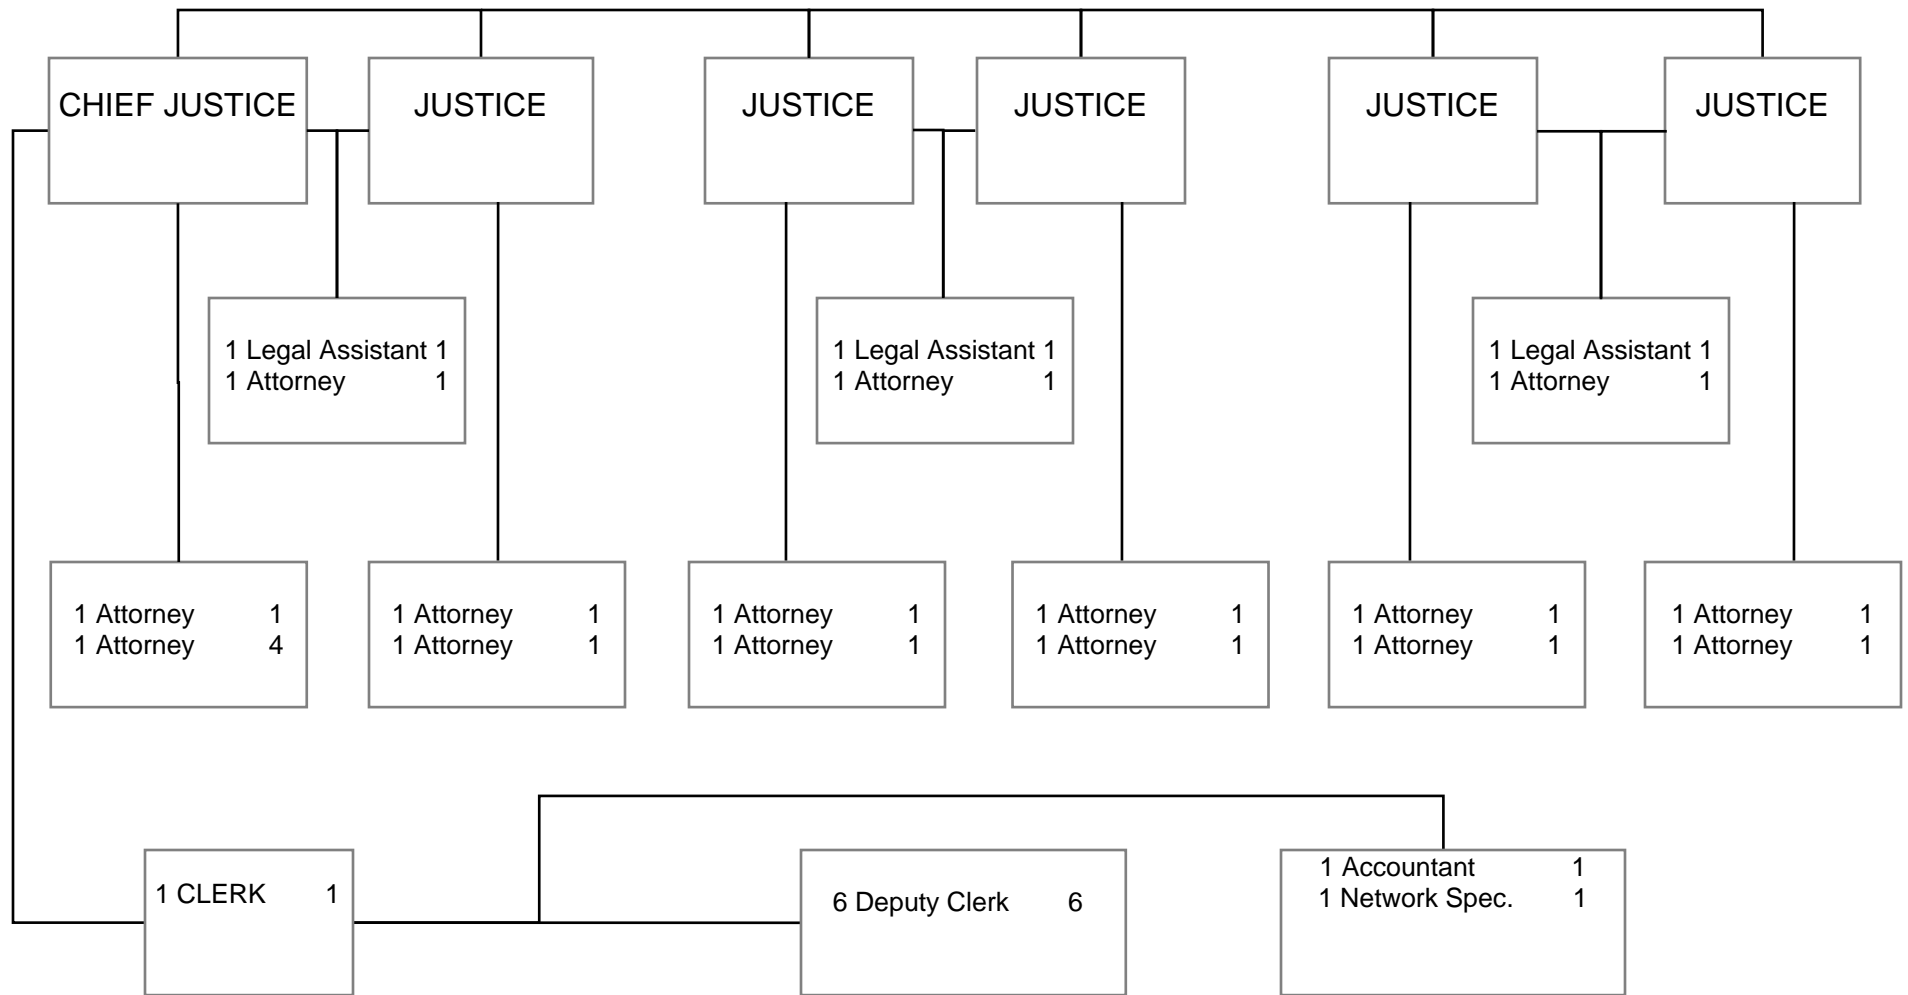 CHIEF JUSTICE
JUSTICE
JUSTICE
JUSTICE
JUSTICE
JUSTICE
1 Legal Assistant 1
1 Attorney 1
1 Legal Assistant 1
1 Attorney 1
1 Legal Assistant 1
1 Attorney 1
1 Attorney 1
1 Attorney 4
1 Attorney 1
1 Attorney 1
1 Attorney 1
1 Attorney 1
1 Attorney 1
1 Attorney 1
1 Attorney 1
1 Attorney 1
1 Attorney 1
1 Attorney 1
1 CLERK 1
6 Deputy Clerk 6
1 Accountant 1
1 Network Spec. 1